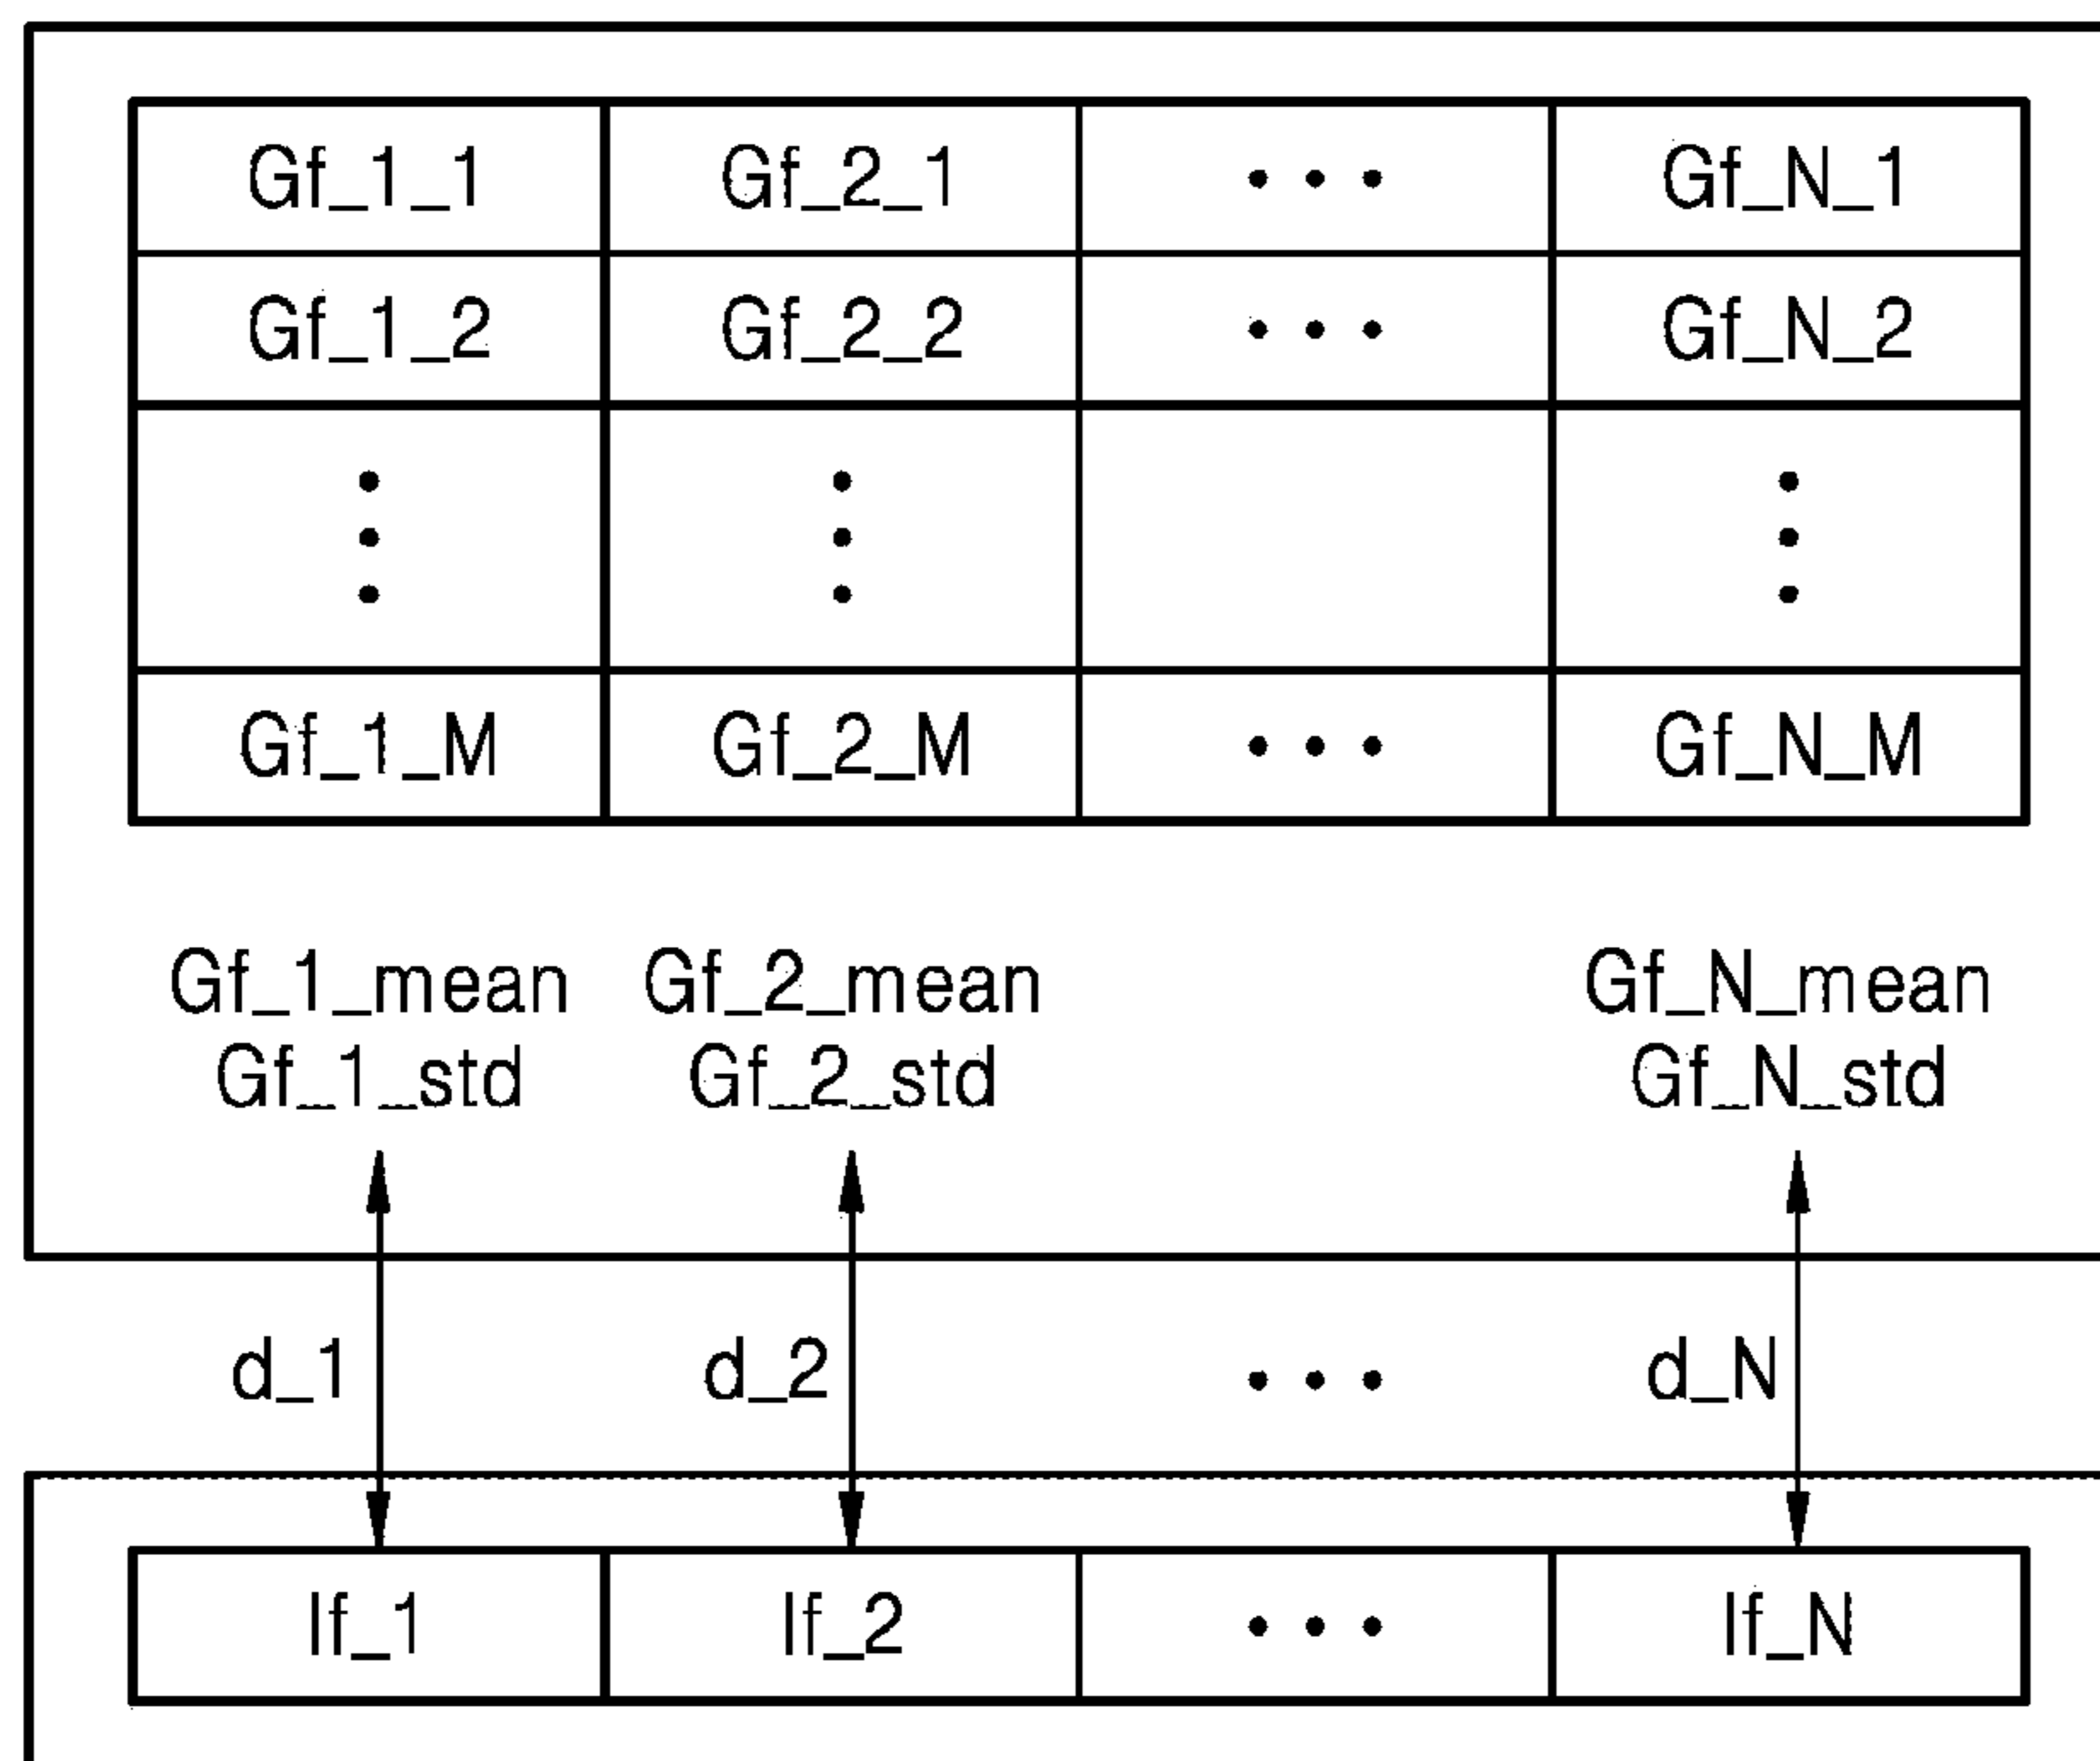 Gf_1_1 Gf_2_1 • • • Gf_N_1
Gf_1_2 Gf_2_2 • • • Gf_N_2
Gf_1_M Gf_2_M • • • Gf_N_M
Gf_1_mean Gf_2_mean Gf_N_mean
Gf_1_std Gf_2_std Gf_N_std
d_1 d_2 • • • d_N
If_1 If_2 • • • If_N